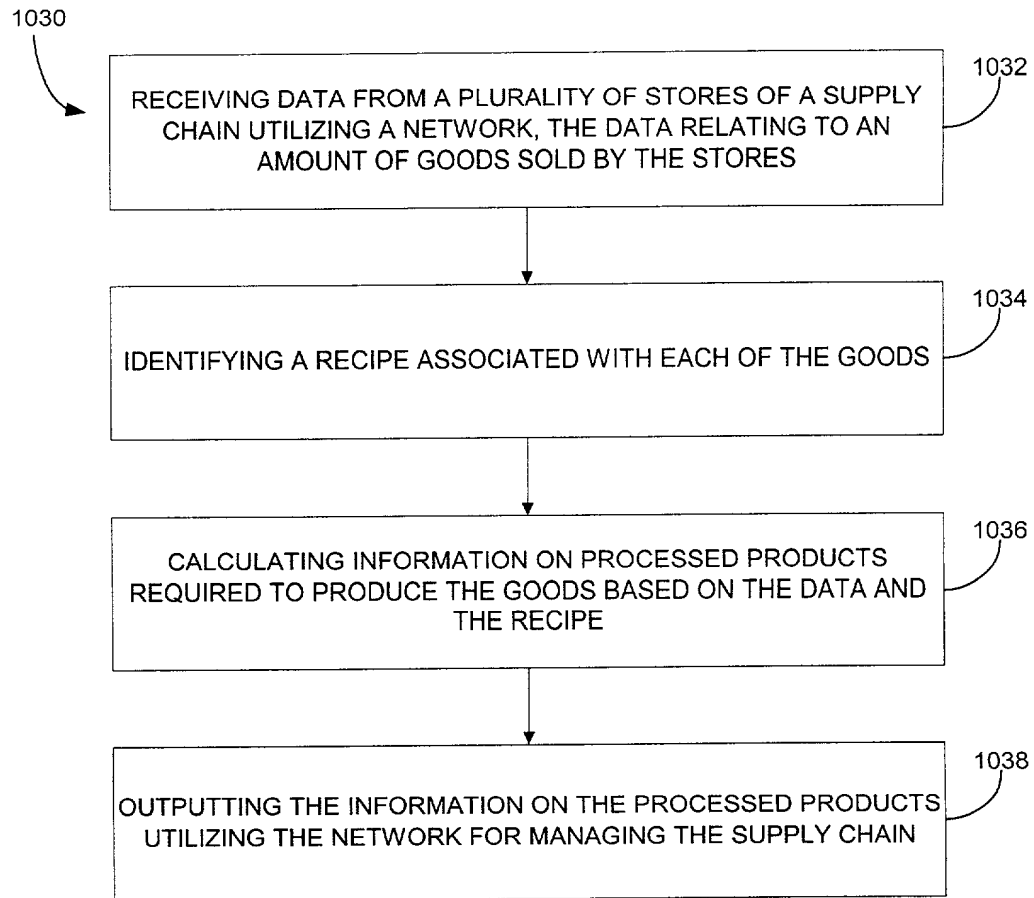 1030
1032
RECEIVING DATA FROM A PLURALITY OF STORES OF A SUPPLY
CHAIN UTILIZING A NETWORK, THE DATA RELATING TO AN
AMOUNT OF GOODS SOLD BY THE STORES
1034
IDENTIFYING A RECIPE ASSOCIATED WITH EACH OF THE GOODS
1036
CALCULATING INFORMATION ON PROCESSED PRODUCTS
REQUIRED TO PRODUCE THE GOODS BASED ON THE DATA AND
THE RECIPE
1038
OUTPUTTING THE INFORMATION ON THE PROCESSED PRODUCTS
UTILIZING THE NETWORK FOR MANAGING THE SUPPLY CHAIN